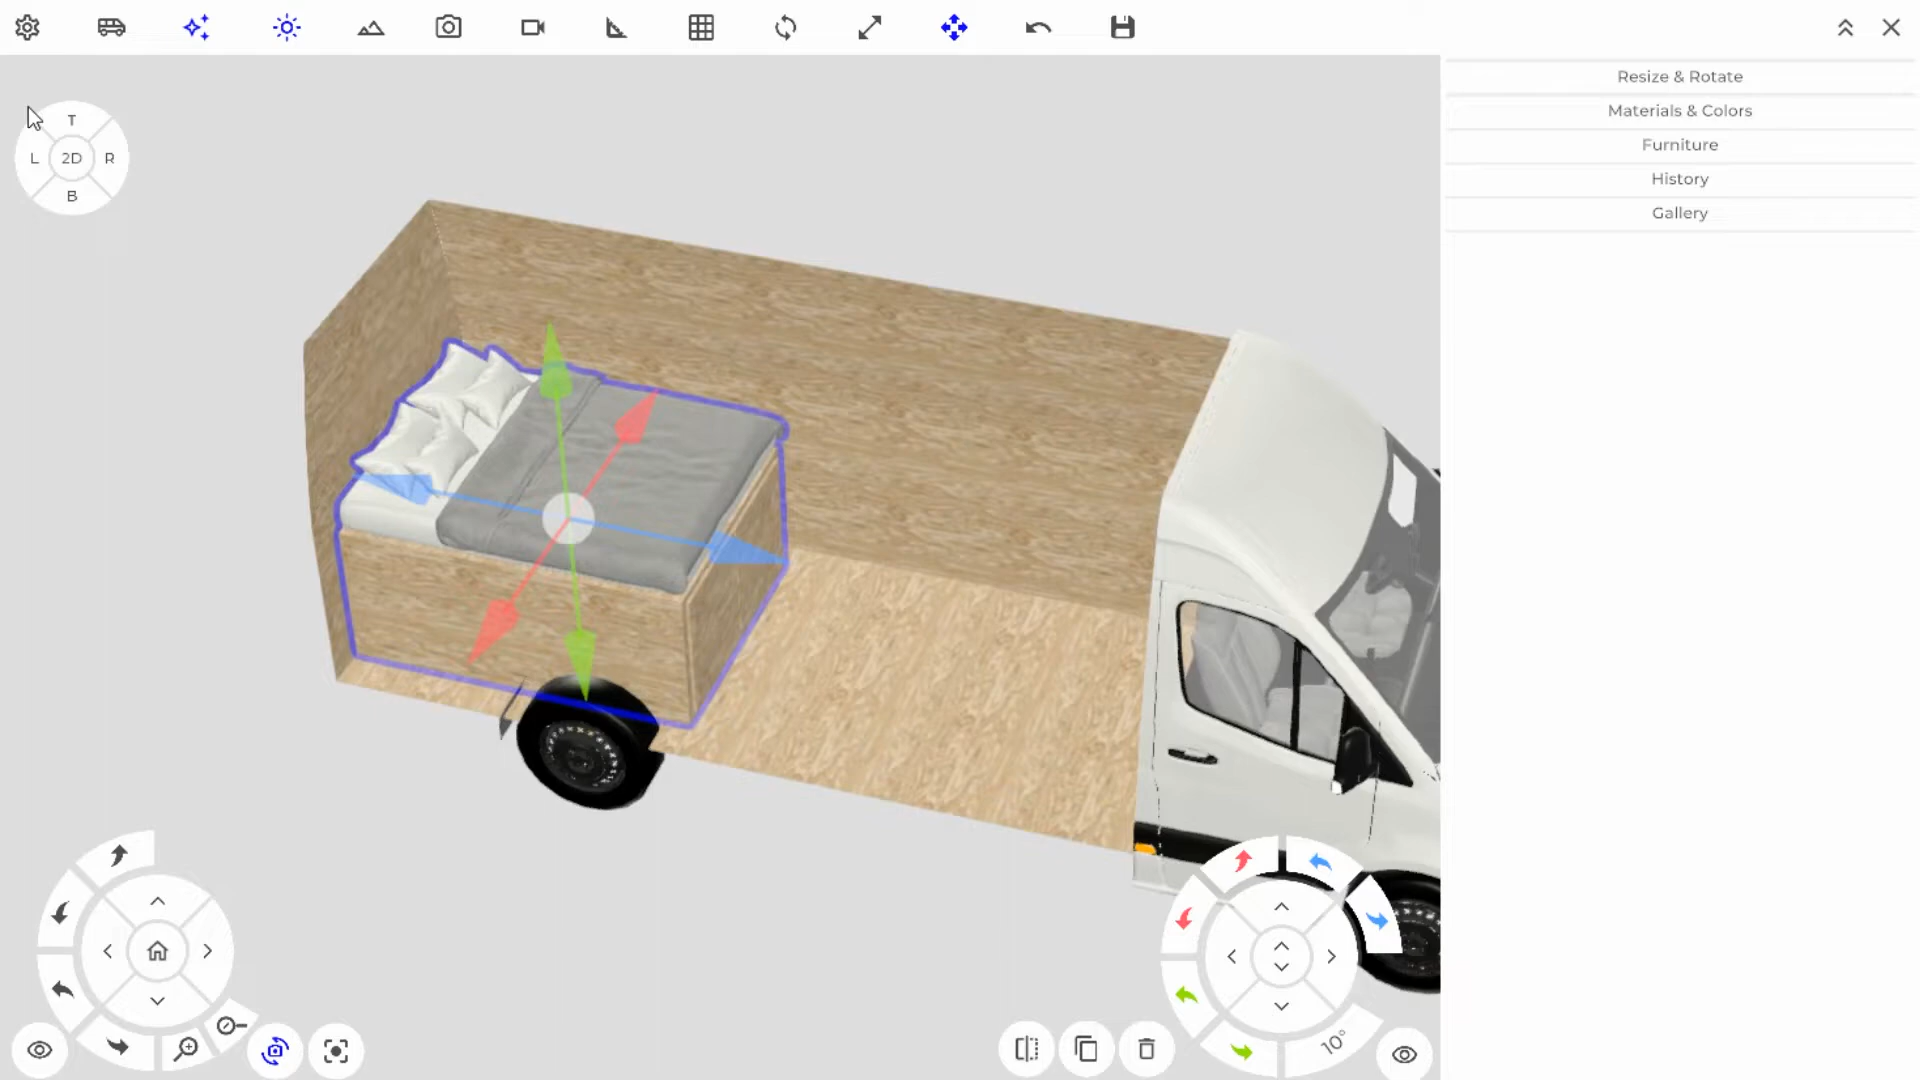 Resize & Rotate
Materials & Colors
Furniture
History
Gallery
T
L 2D R
B
10°